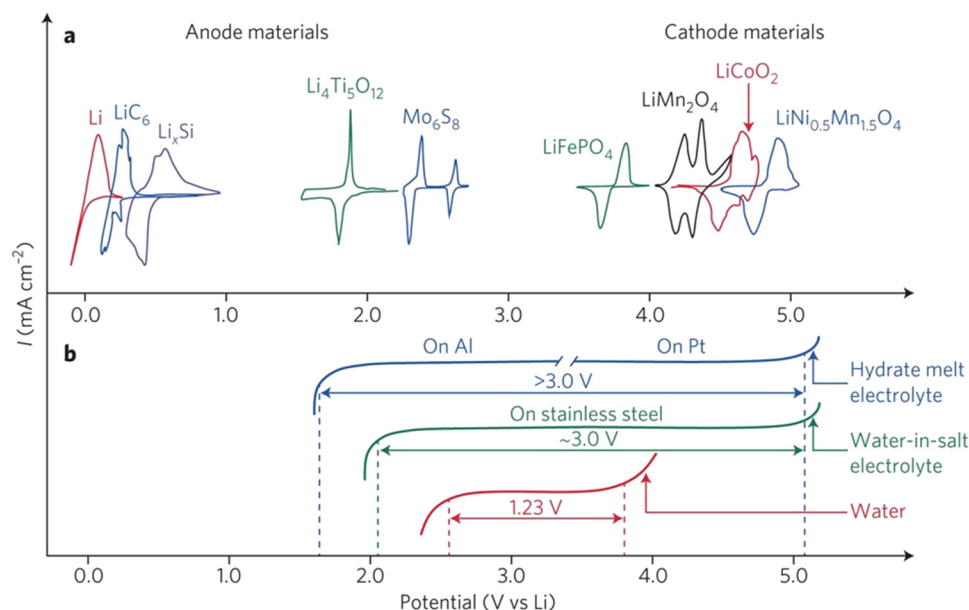 a
Anode materials
Cathode materials
Li
LiC₆
LiₓSi
Li₄Ti₅O₁₂
Mo₆S₈
LiFePO₄
LiMn₂O₄
LiCoO₂
LiNi₀.₅Mn₁.₅O₄
I (mA cm⁻²)
0.0 1.0 2.0 3.0 4.0 5.0
b
On Al
On Pt
>3.0 V
Hydrate melt
electrolyte
On stainless steel
~3.0 V
Water-in-salt
electrolyte
1.23 V
Water
0.0 1.0 2.0 3.0 4.0 5.0
Potential (V vs Li)